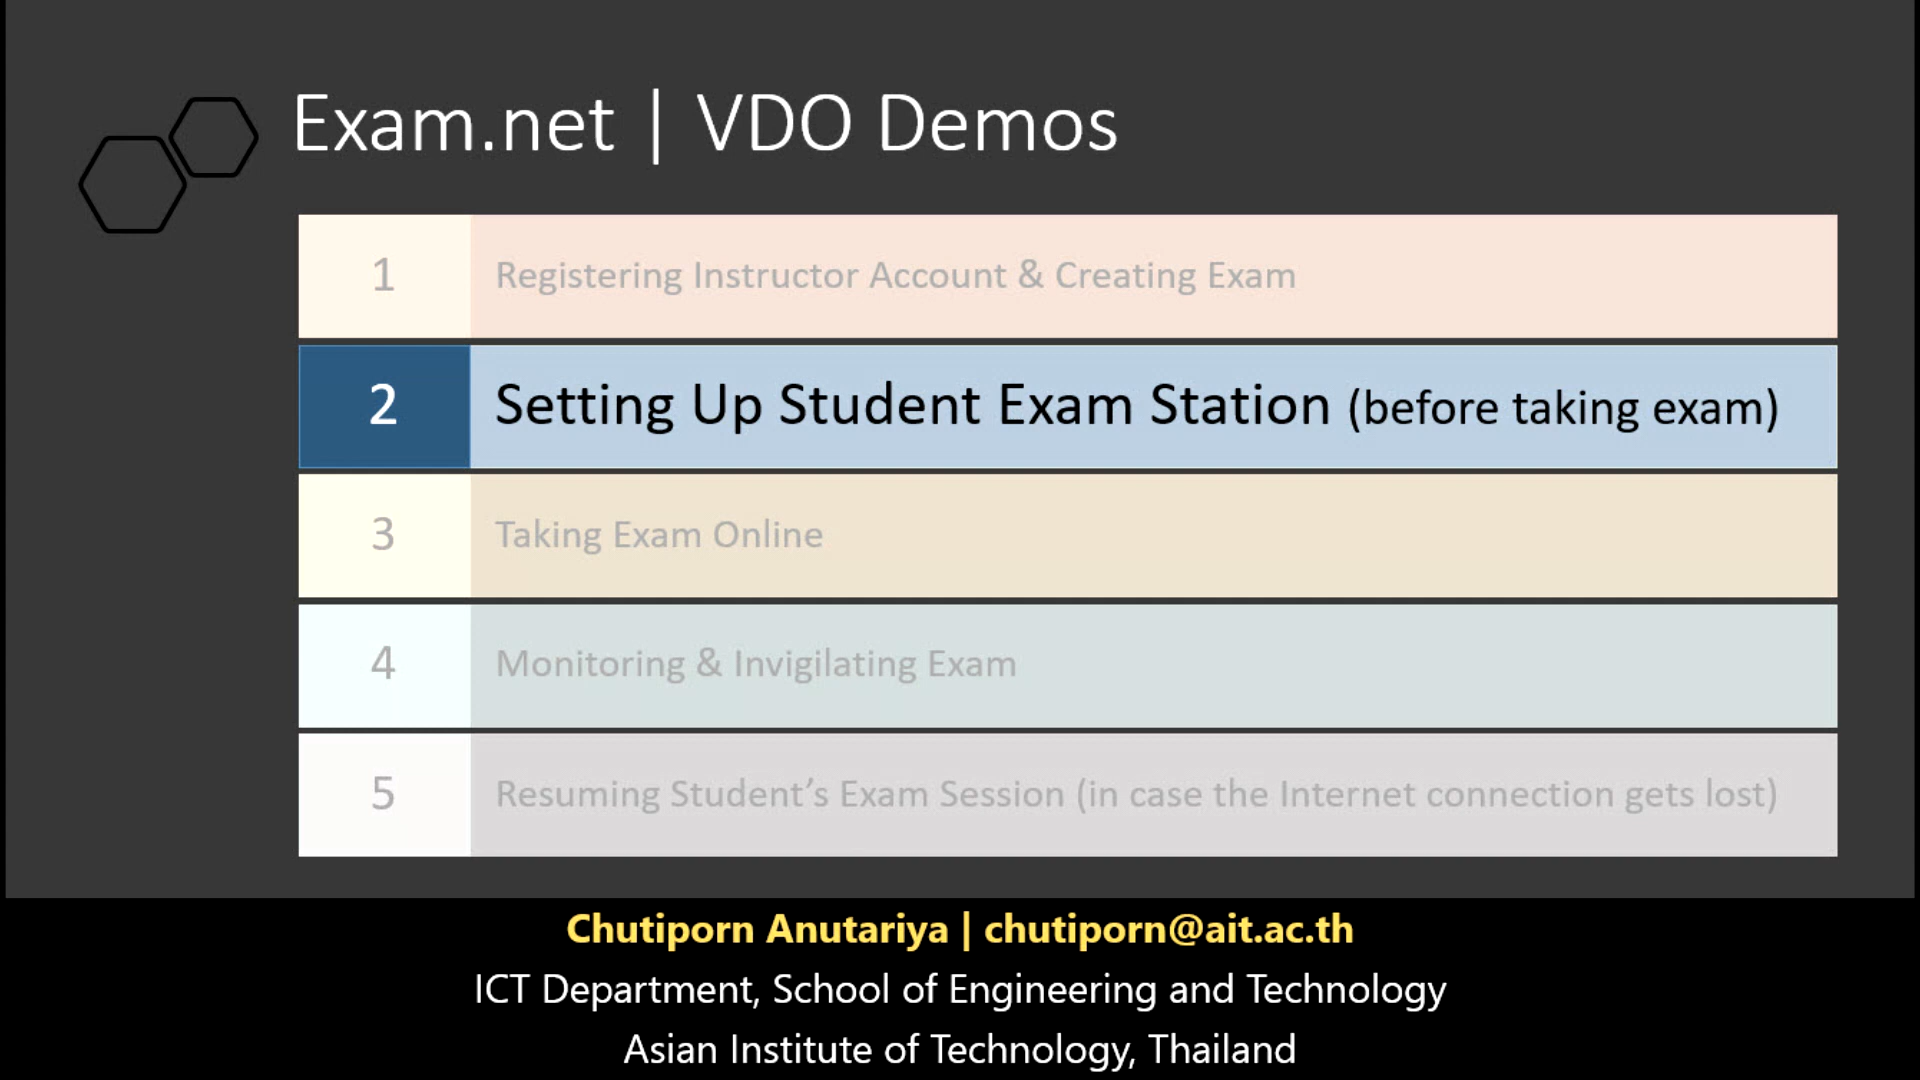 Exam.net | VDO Demos
1 Registering Instructor Account & Creating Exam
2 Setting Up Student Exam Station (before taking exam)
3 Taking Exam Online
4 Monitoring & Invigilating Exam
5 Resuming Student’s Exam Session (in case the Internet connection gets lost)
Chutiporn Anutariya | chutiporn@ait.ac.th
ICT Department, School of Engineering and Technology
Asian Institute of Technology, Thailand